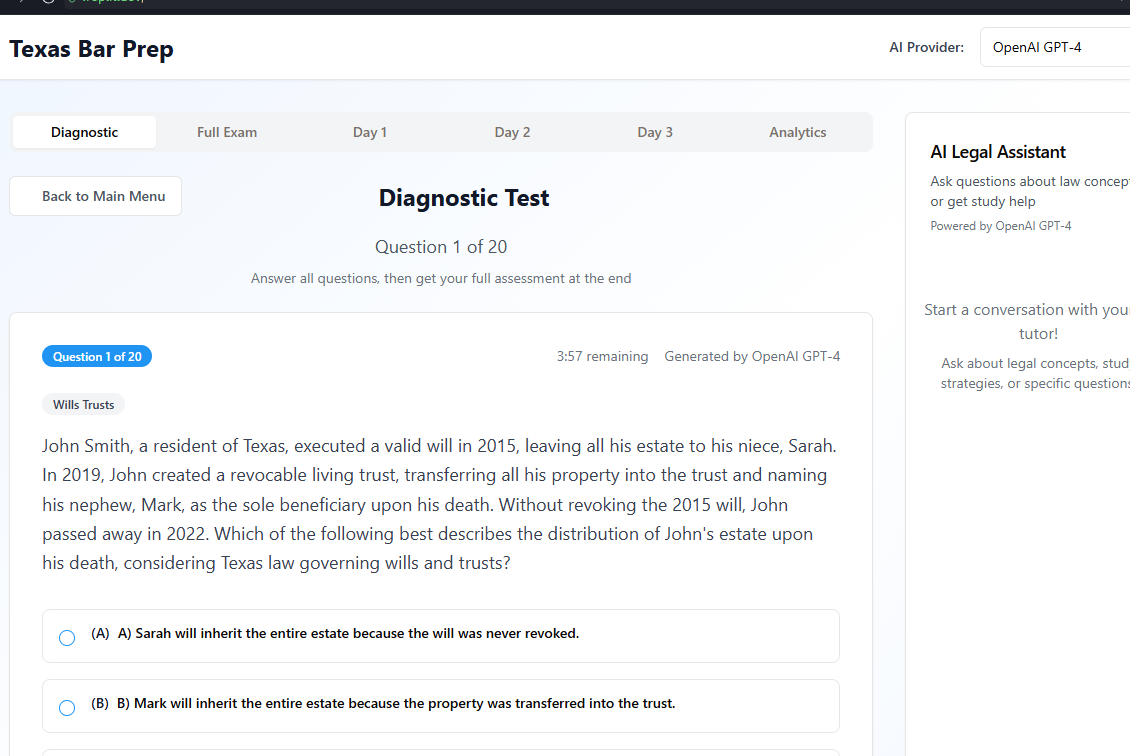 Texas Bar Prep
AI Provider:
OpenAI GPT-4
Diagnostic
Full Exam
Day 1
Day 2
Day 3
Analytics
Back to Main Menu
Diagnostic Test
Question 1 of 20
Answer all questions, then get your full assessment at the end
Question 1 of 20
3:57 remaining
Generated by OpenAI GPT-4
Wills Trusts
John Smith, a resident of Texas, executed a valid will in 2015, leaving all his estate to his niece, Sarah.
In 2019, John created a revocable living trust, transferring all his property into the trust and naming
his nephew, Mark, as the sole beneficiary upon his death. Without revoking the 2015 will, John
passed away in 2022. Which of the following best describes the distribution of John's estate upon
his death, considering Texas law governing wills and trusts?
(A) A) Sarah will inherit the entire estate because the will was never revoked.
(B) B) Mark will inherit the entire estate because the property was transferred into the trust.
AI Legal Assistant
Ask questions about law
or get study help
Powered by OpenAI GPT-4
Start a conversation with
tutor!
Ask about legal concepts,
strategies, or specific questions